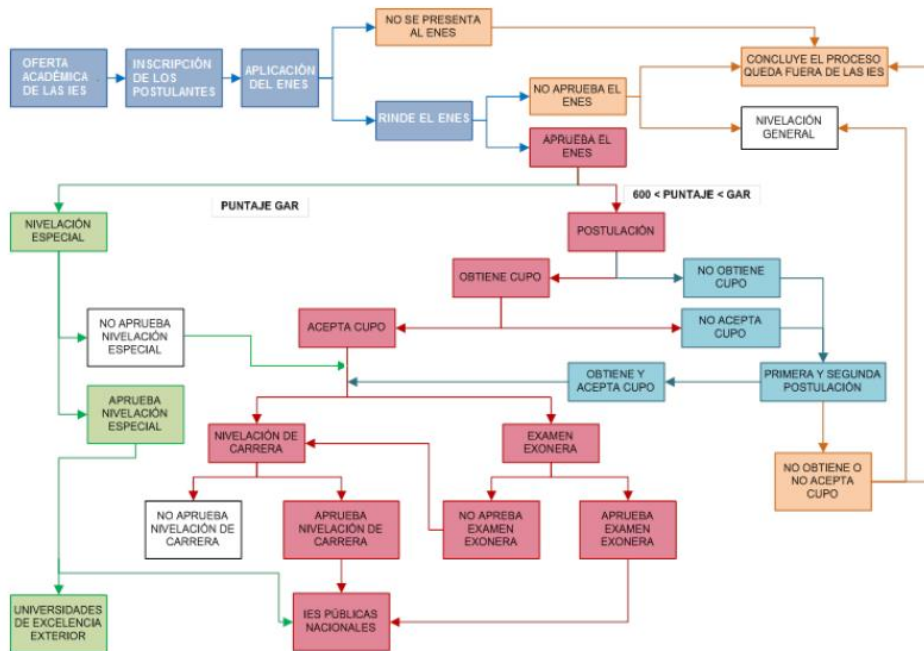 NO SE PRESENTA
AL ENES
OFERTA
ACADÉMICA
DE LAS IES
INSCRIPCIÓN
DE LOS
POSTULANTES
APLICACIÓN
DEL ENES
CONCLUYE EL PROCESO
QUEDA FUERA DE LAS IES
RINDE EL ENES
NO APRUEBA EL
ENES
NIVELACIÓN
GENERAL
APRUEBA EL
ENES
PUNTAJE GAR
600 < PUNTAJE < GAR
NIVELACIÓN
ESPECIAL
POSTULACIÓN
OBTIENE CUPO
NO OBTIENE
CUPO
NO APRUEBA
NIVELACIÓN
ESPECIAL
ACEPTA CUPO
NO ACEPTA
CUPO
OBTIENE Y
ACEPTA CUPO
PRIMERA Y SEGUNDA
POSTULACIÓN
APRUEBA
NIVELACIÓN
ESPECIAL
NIVELACIÓN DE
CARRERA
EXAMEN
EXONERA
NO OBTIENE O
NO ACEPTA
CUPO
NO APRUEBA
NIVELACIÓN DE
CARRERA
APRUEBA
NIVELACIÓN DE
CARRERA
NO APREBA
EXAMEN
EXONERA
APRUEBA
EXAMEN
EXONERA
UNIVERSIDADES
DE EXCELENCIA
EXTERIOR
IES PÚBLICAS
NACIONALES